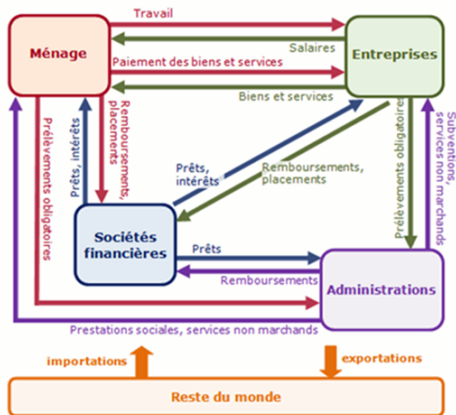 Travail
Ménage
Salaires
Entreprises
Paiement des biens et services
Biens et services
Prélèvements obligatoires
Prêts, intérêts
Remboursements,
placements
Prêts,
intérêts
Remboursements,
placements
Prélèvements obligatoires
Subventions,
services non marchands
Sociétés
financières
Prêts
Remboursements
Administrations
Prestations sociales, services non marchands
importations
exportations
Reste du monde